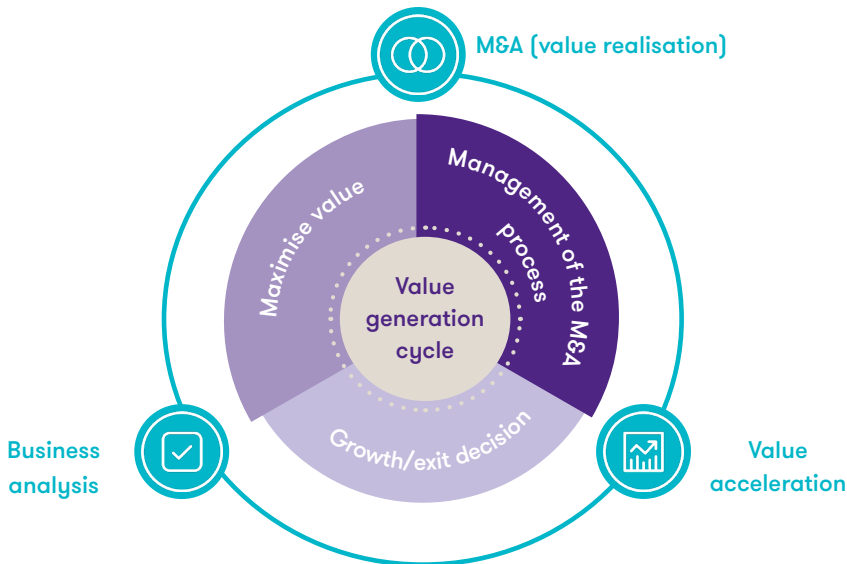 M&A (value realisation)
Maximise value
Management of the M&A
process
Value
generation
cycle
Growth/exit decision
Business
analysis
Value
acceleration